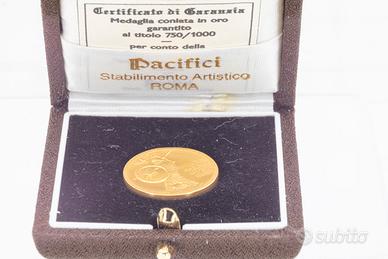 Certificato di Garanzia
Medaglia coniata in oro
garantito
al titolo 750/1000
per conto della
Pacifici
Stabilimento Artistico
ROMA
subito